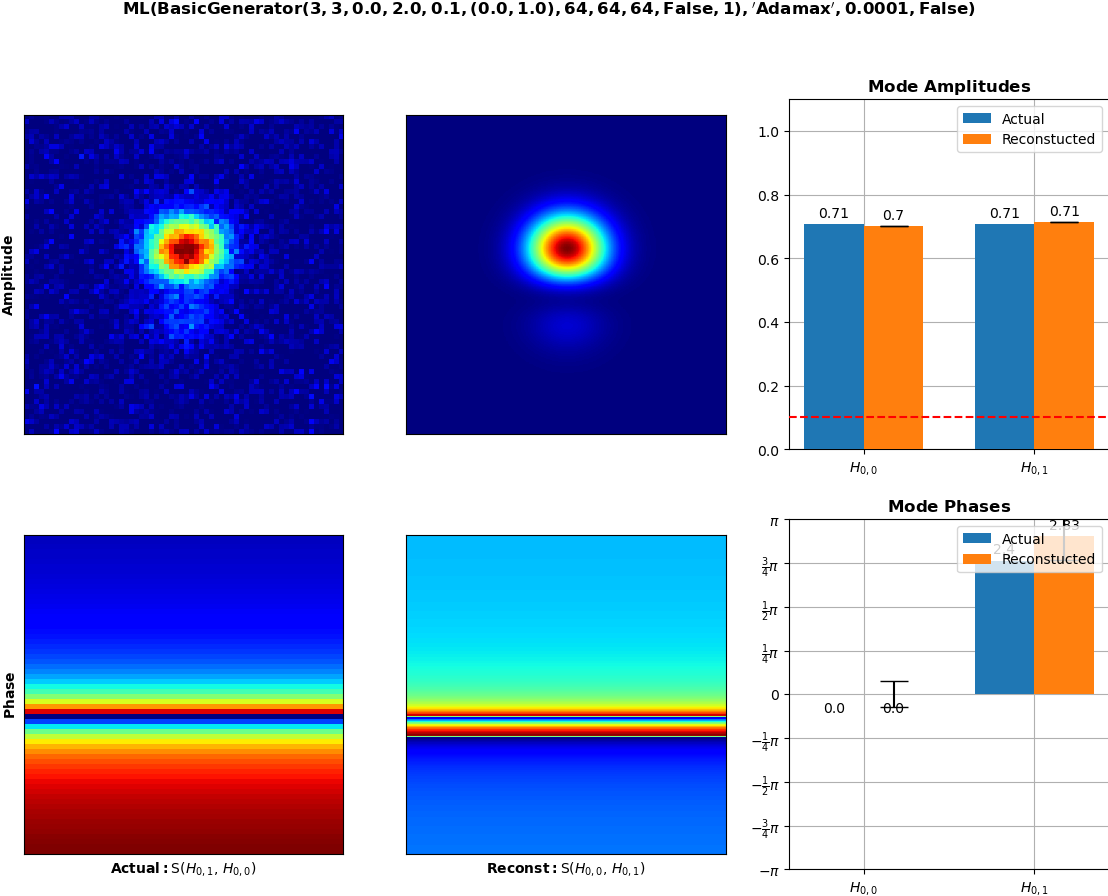 ML(BasicGenerator(3, 3, 0.0, 2.0, 0.1, (0.0, 1.0), 64, 64, 64, False, 1), ′Adamax′, 0.0001, False)
Amplitude
Mode Amplitudes
Actual
Reconstucted
1.0
0.8
0.6
0.4
0.2
0.0
0.71
0.7
0.71
0.71
H0, 0
H0, 1
Phase
Actual: S(H0, 1, H0, 0)
Reconst: S(H0, 0, H0, 1)
Mode Phases
Actual
Reconstucted
π
3/4π
1/2π
1/4π
0
−1/4π
−1/2π
−3/4π
−π
0.0
0.0
2.4
2.83
H0, 0
H0, 1